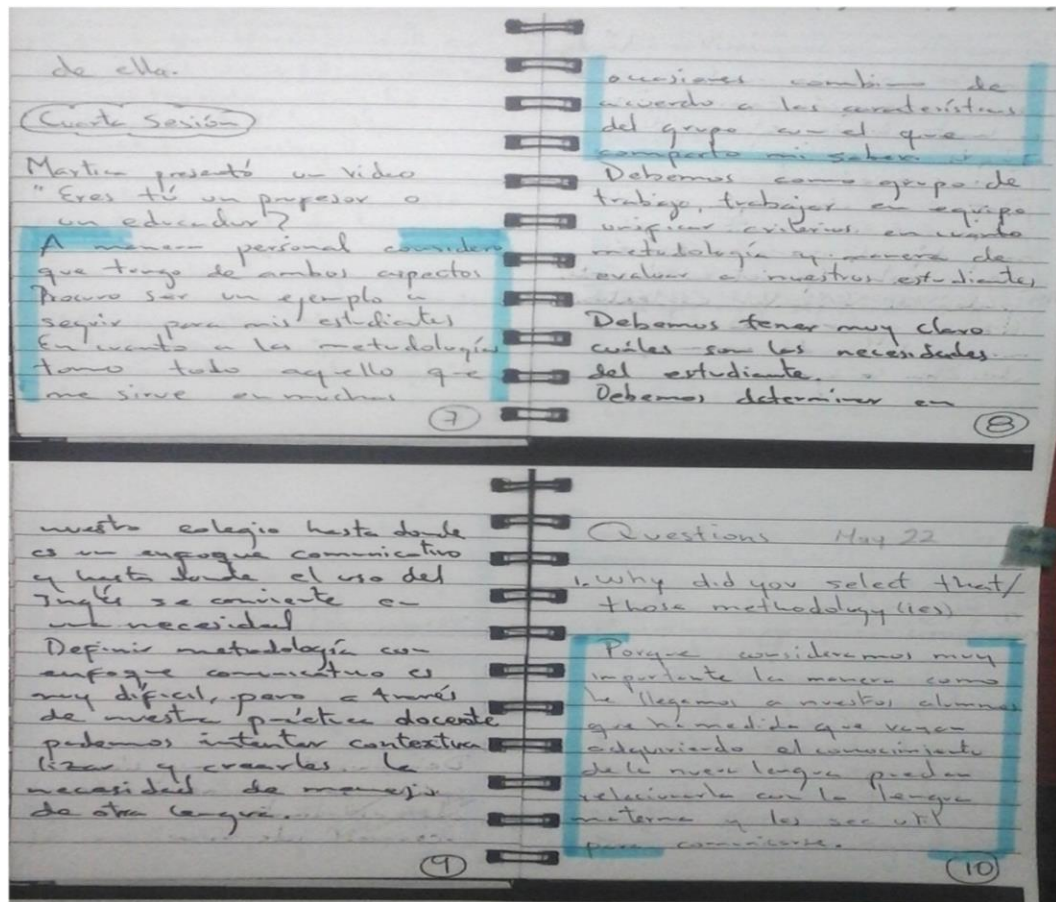 de ella.
Cuarta Sesión
Martin presentó un video
"Eres tú un profesor o
un educador?
A manera personal considero
que tengo de ambos aspectos
Procuro ser un ejemplo a
seguir para mis estudiantes
En cuanto a las metodologías
tomo todo aquello que
me sirve en muchas
7
ocasiones cambian de
acuerdo a las caraterísticas
del grupo con el que
comparto mi saber.
Debemos como grupo de
trabajo, trabajar en equipo
unificar criterios en cuanto
metodología y manera de
evaluar a nuestros estudiantes
Debemos tener muy claro
cuáles son las necesidades
del estudiante.
Debemos determinar en
8
nuestro colegio hasta donde
es un enfoque comunicativo
y hasta donde el uso del
Inglés se convierte en
una necesidad
Definir metodología con
enfoque comunicativo es
muy díficil, pero a través
de nuestra práctica docente
podemos intentar contextua
lizar y crearles la
necesidad de manejo
de otra lengua.
9
Questions May 22
1. Why did you select that/
those methodology(ies)
Porque consideramos muy
importante la manera como
le llegamos a nuestros alumnos
que ha medida que vayan
adquiriendo el conocimiento
de la nueva lengua puedan
relacionarla con la lengua
materna y les sea util
para comunicarse.
10